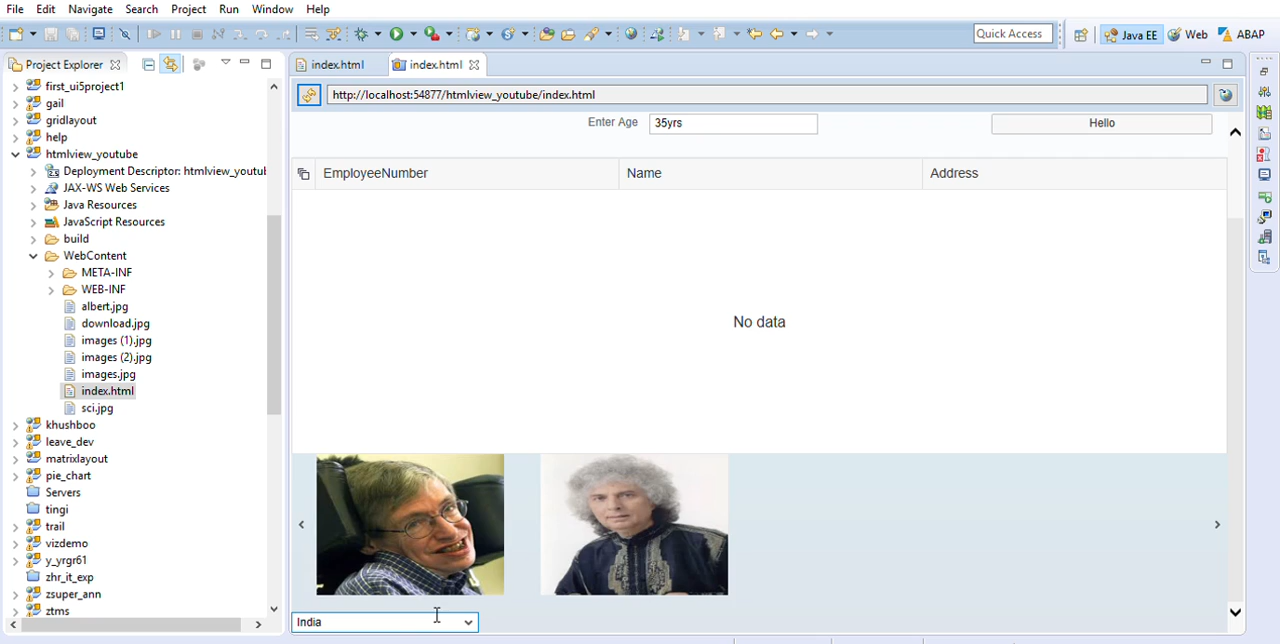 File Edit Navigate Search Project Run Window Help
Quick Access
Java EE
Web
ABAP
Project Explorer
index.html
index.html
first_ui5project1
gail
gridlayout
help
htmlview_youtube
Deployment Descriptor: htmlview_youtul
JAX-WS Web Services
Java Resources
JavaScript Resources
build
WebContent
META-INF
WEB-INF
albert.jpg
download.jpg
images (1).jpg
images (2).jpg
images.jpg
index.html
sci.jpg
khushboo
leave_dev
matrixlayout
pie_chart
Servers
tingi
trail
vizdemo
y_yrgr61
zhr_it_exp
zsuper_ann
ztms
http://localhost:54877/htmlview_youtube/index.html
Enter Age 35yrs Hello
EmployeeNumber Name Address
No data
India